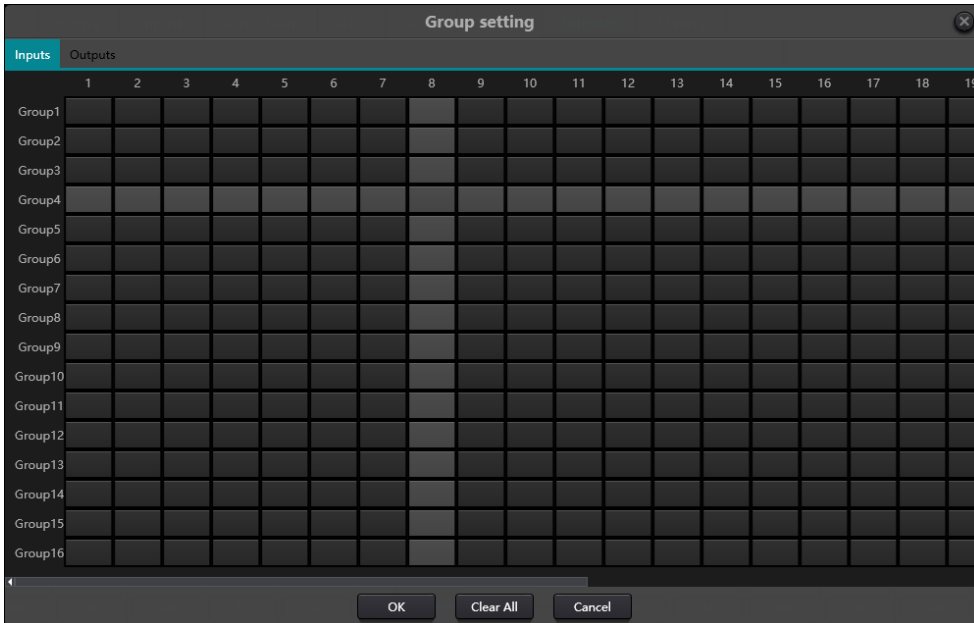 Group setting
Inputs Outputs
1 2 3 4 5 6 7 8 9 10 11 12 13 14 15 16 17 18 19
Group1
Group2
Group3
Group4
Group5
Group6
Group7
Group8
Group9
Group10
Group11
Group12
Group13
Group14
Group15
Group16
OK Clear All Cancel